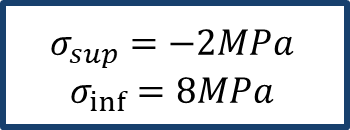 σ_sup = −2MPa
σ_inf = 8MPa